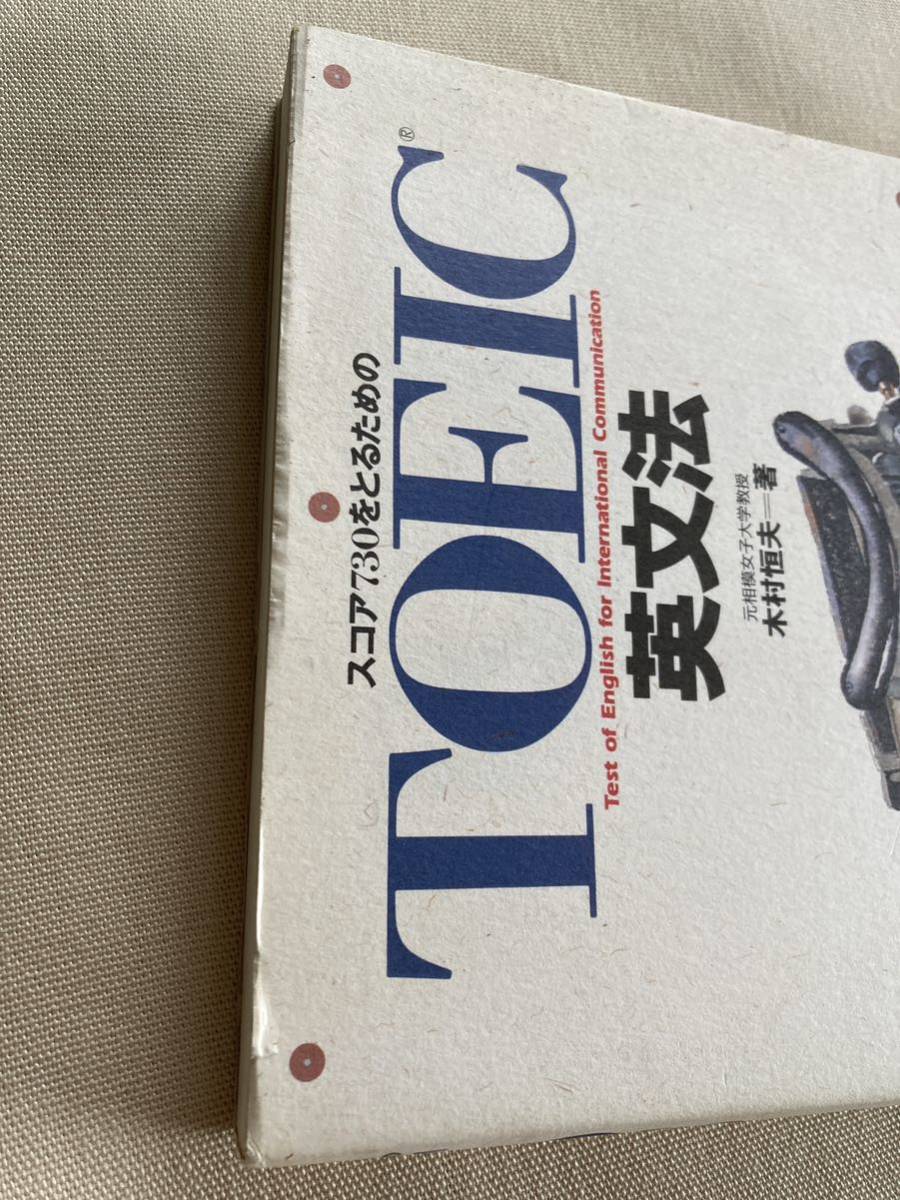 スコア730をとるための
TOEIC®
Test of English for International Communication
英文法
元相模女子大学教授
木村恒夫=著